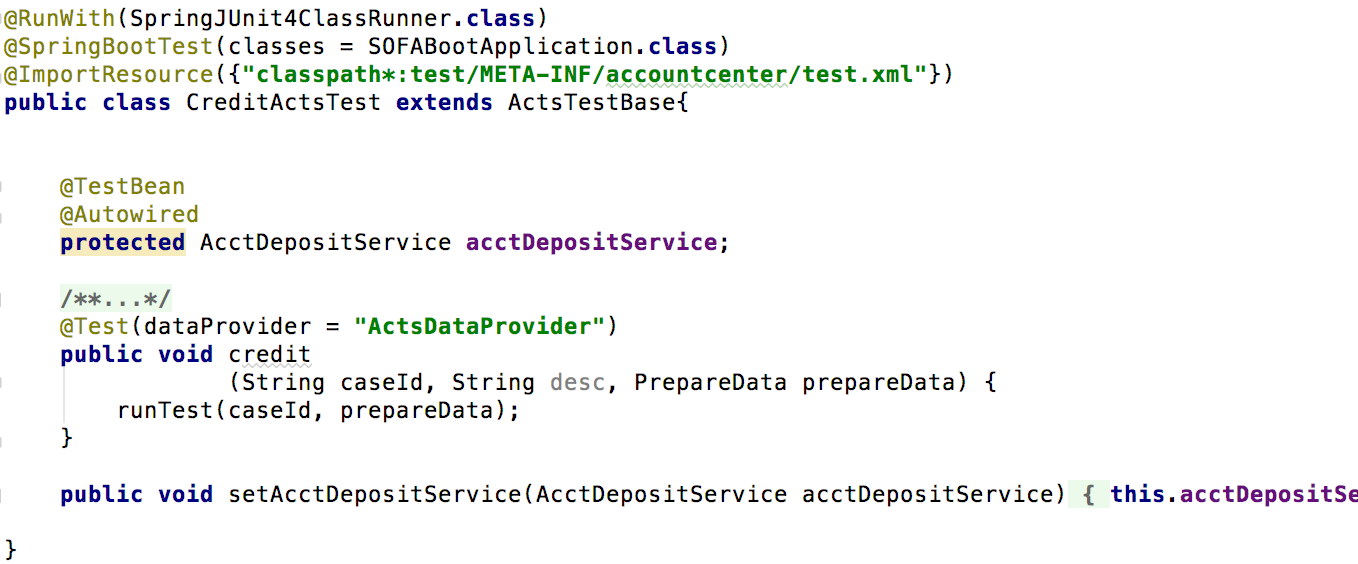 @RunWith(SpringJUnit4ClassRunner.class)
@SpringBootTest(classes = SOFABootApplication.class)
@ImportResource({"classpath*:test/META-INF/accountcenter/test.xml"})
public class CreditActsTest extends ActsTestBase{
@TestBean
@Autowired
protected AcctDepositService acctDepositService;
/**...*/
@Test(dataProvider = "ActsDataProvider")
public void credit
(String caseId, String desc, PrepareData prepareData) {
runTest(caseId, prepareData);
}
public void setAcctDepositService(AcctDepositService acctDepositService) { this.acctDepositSe
}